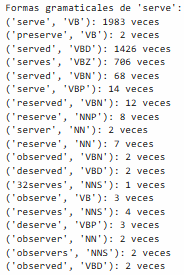 Formas gramaticales de 'serve':
('serve', 'VB'): 1983 veces
('preserve', 'VB'): 2 veces
('served', 'VBD'): 1426 veces
('serves', 'VBZ'): 706 veces
('served', 'VBN'): 68 veces
('serve', 'VBP'): 14 veces
('reserved', 'VBN'): 12 veces
('reserve', 'NNP'): 8 veces
('server', 'NN'): 2 veces
('reserve', 'NN'): 7 veces
('observed', 'VBN'): 2 veces
('deserved', 'VBD'): 2 veces
('32serves', 'NNS'): 1 veces
('observe', 'VB'): 3 veces
('reserves', 'NNS'): 4 veces
('deserve', 'VBP'): 3 veces
('observer', 'NN'): 2 veces
('observers', 'NNS'): 2 veces
('observed', 'VBD'): 2 veces